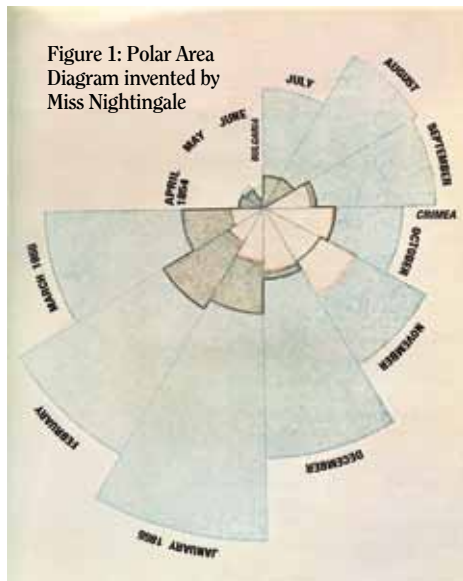 Figure 1: Polar Area
Diagram invented by
Miss Nightingale
APRIL
1854
MAY
JUNE
BULGARIA
JULY
AUGUST
SEPTEMBER
CRIMEA
OCTOBER
NOVEMBER
DECEMBER
JANUARY 1855
FEBRUARY
MARCH 1855